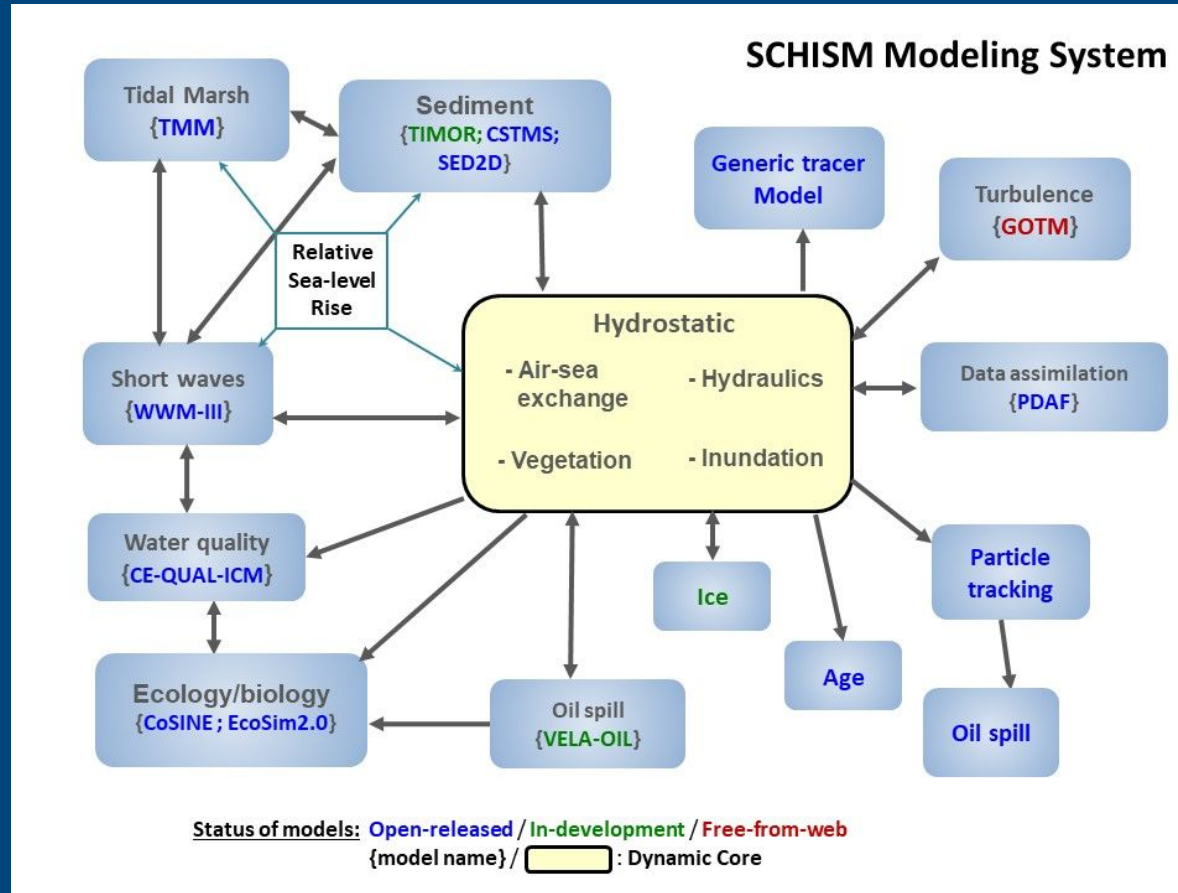 SCHISM Modeling System
Tidal Marsh
{TMM}
Sediment
{TIMOR; CSTMS;
SED2D}
Generic tracer
Model
Turbulence
{GOTM}
Relative
Sea-level
Rise
Hydrostatic
- Air-sea
exchange
- Hydraulics
- Vegetation
- Inundation
Short waves
{WWM-III}
Data assimilation
{PDAF}
Water quality
{CE-QUAL-ICM}
Ice
Particle
tracking
Ecology/biology
{CoSINE ; EcoSim2.0}
Oil spill
{VELA-OIL}
Age
Oil spill
Status of models: Open-released / In-development / Free-from-web
{model name} / : Dynamic Core